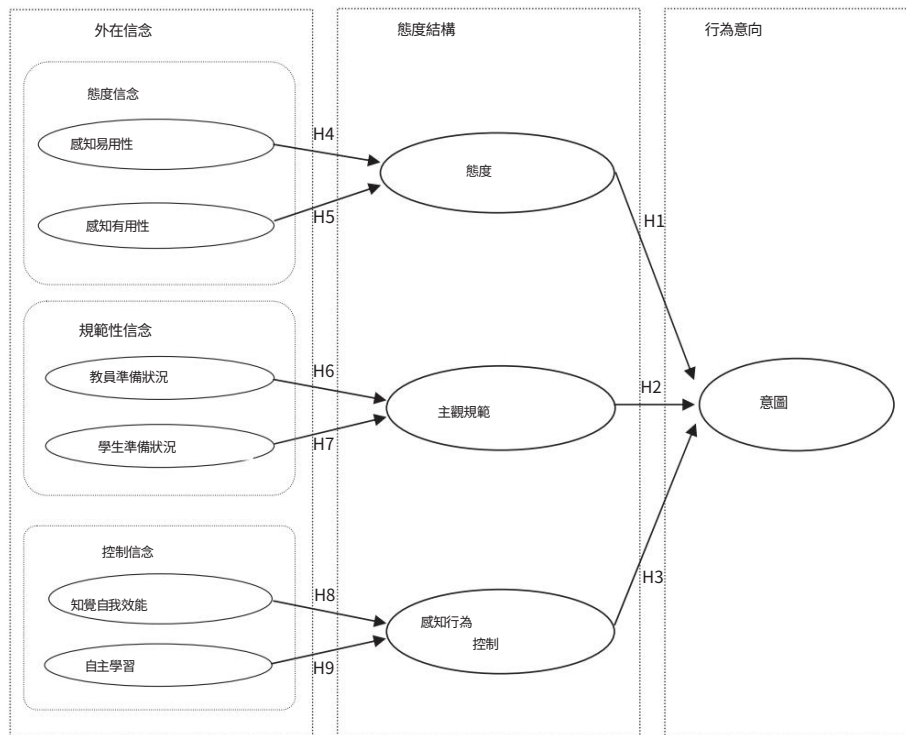 外在信念
態度結構
行為意向
態度信念
感知易用性
H4
態度
感知有用性
H5
H1
規範性信念
教員準備狀況
H6
主觀規範
H2
意圖
學生準備狀況
H7
控制信念
知覺自我效能
H8
感知行為
控制
H3
自主學習
H9